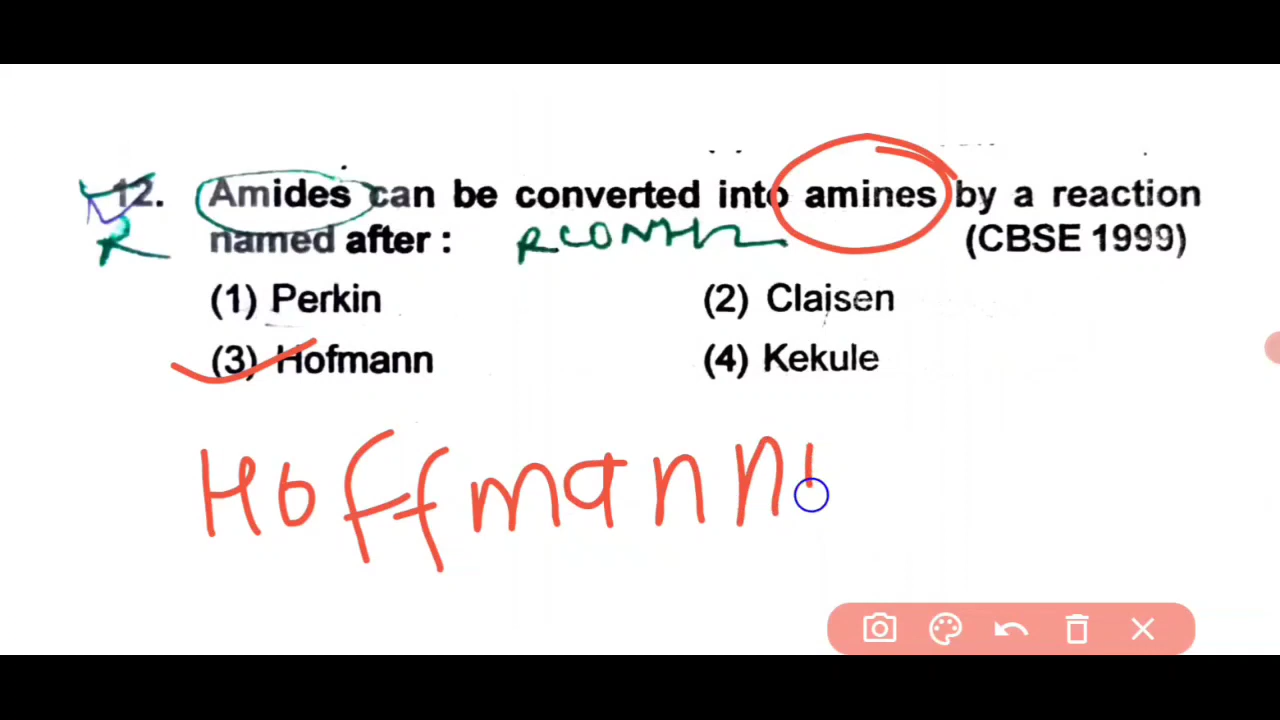 12. Amides can be converted into amines by a reaction
named after : RCONH2 (CBSE 1999)
(1) Perkin (2) Claisen
(3) Hofmann (4) Kekule
Hoffmann